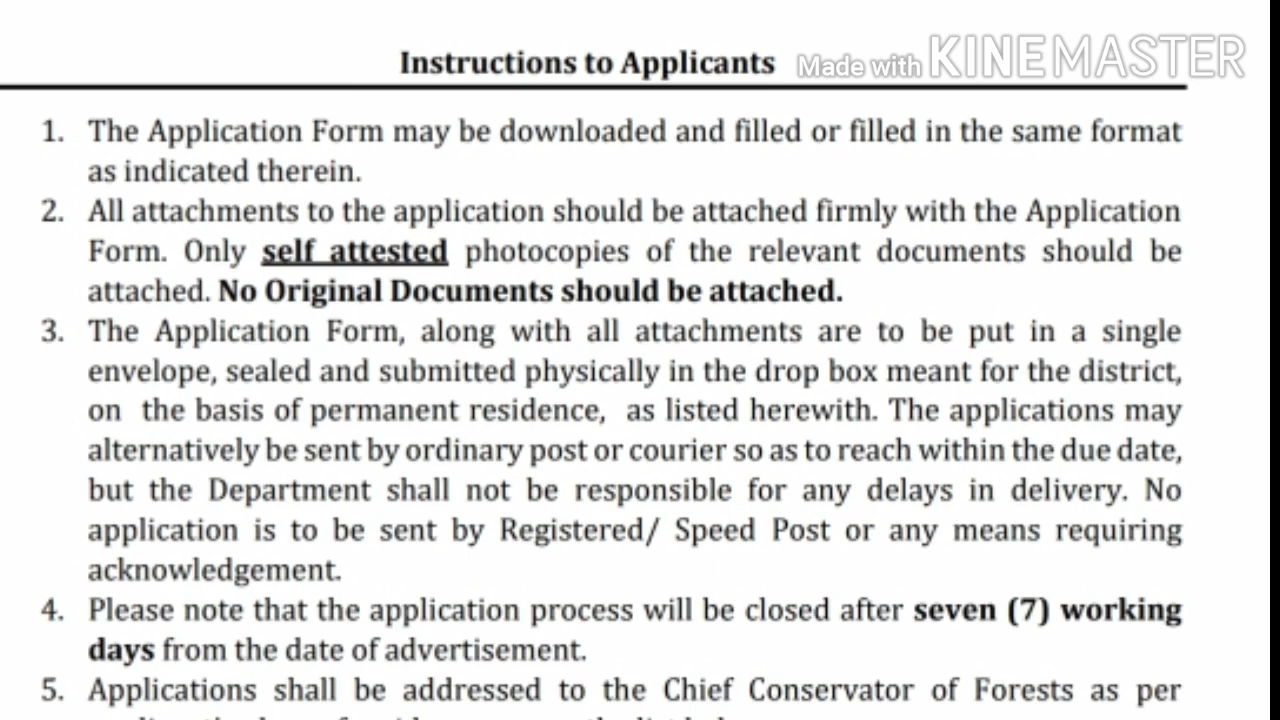 Instructions to Applicants
Made with KINEMASTER
1. The Application Form may be downloaded and filled or filled in the same format
as indicated therein.
2. All attachments to the application should be attached firmly with the Application
Form. Only self attested photocopies of the relevant documents should be
attached. No Original Documents should be attached.
3. The Application Form, along with all attachments are to be put in a single
envelope, sealed and submitted physically in the drop box meant for the district,
on the basis of permanent residence, as listed herewith. The applications may
alternatively be sent by ordinary post or courier so as to reach within the due date,
but the Department shall not be responsible for any delays in delivery. No
application is to be sent by Registered/ Speed Post or any means requiring
acknowledgement.
4. Please note that the application process will be closed after seven (7) working
days from the date of advertisement.
5. Applications shall be addressed to the Chief Conservator of Forests as per